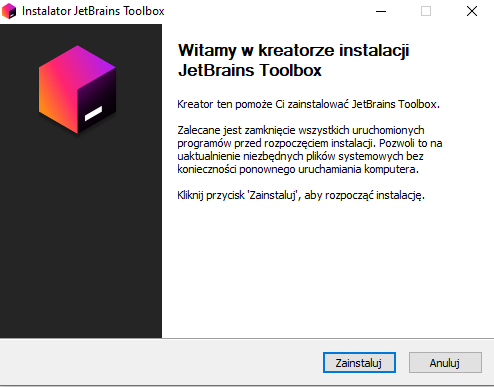 Instalator JetBrains Toolbox
Witamy w kreatorze instalacji
JetBrains Toolbox
Kreator ten pomoże Ci zainstalować JetBrains Toolbox.
Zalecane jest zamknięcie wszystkich uruchomionych
programów przed rozpoczęciem instalacji. Pozwoli to na
uaktualnienie niezbędnych plików systemowych bez
konieczności ponownego uruchamiania komputera.
Kliknij przycisk 'Zainstaluj', aby rozpocząć instalację.
Zainstaluj
Anuluj